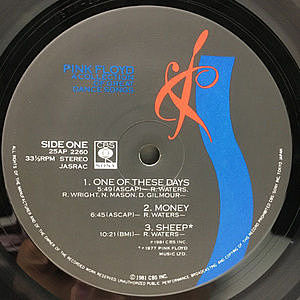 PINK FLOYD
A COLLECTION
OF GREAT
DANCE SONGS
SIDE ONE
25AP 2260
33⅓RPM STEREO
JASRAC
CBS
SONY
1. ONE OF THESE DAYS
5:49 (ASCAP)— R. WATERS,
R. WRIGHT, N. MASON, D. GILMOUR—
2. MONEY
6:45 (ASCAP)— R. WATERS—
3. SHEEP*
10:21 (BMI)— R. WATERS—
℗1981 CBS INC.
*℗1977 PINK FLOYD
MUSIC LTD.
© 1981 CBS INC.